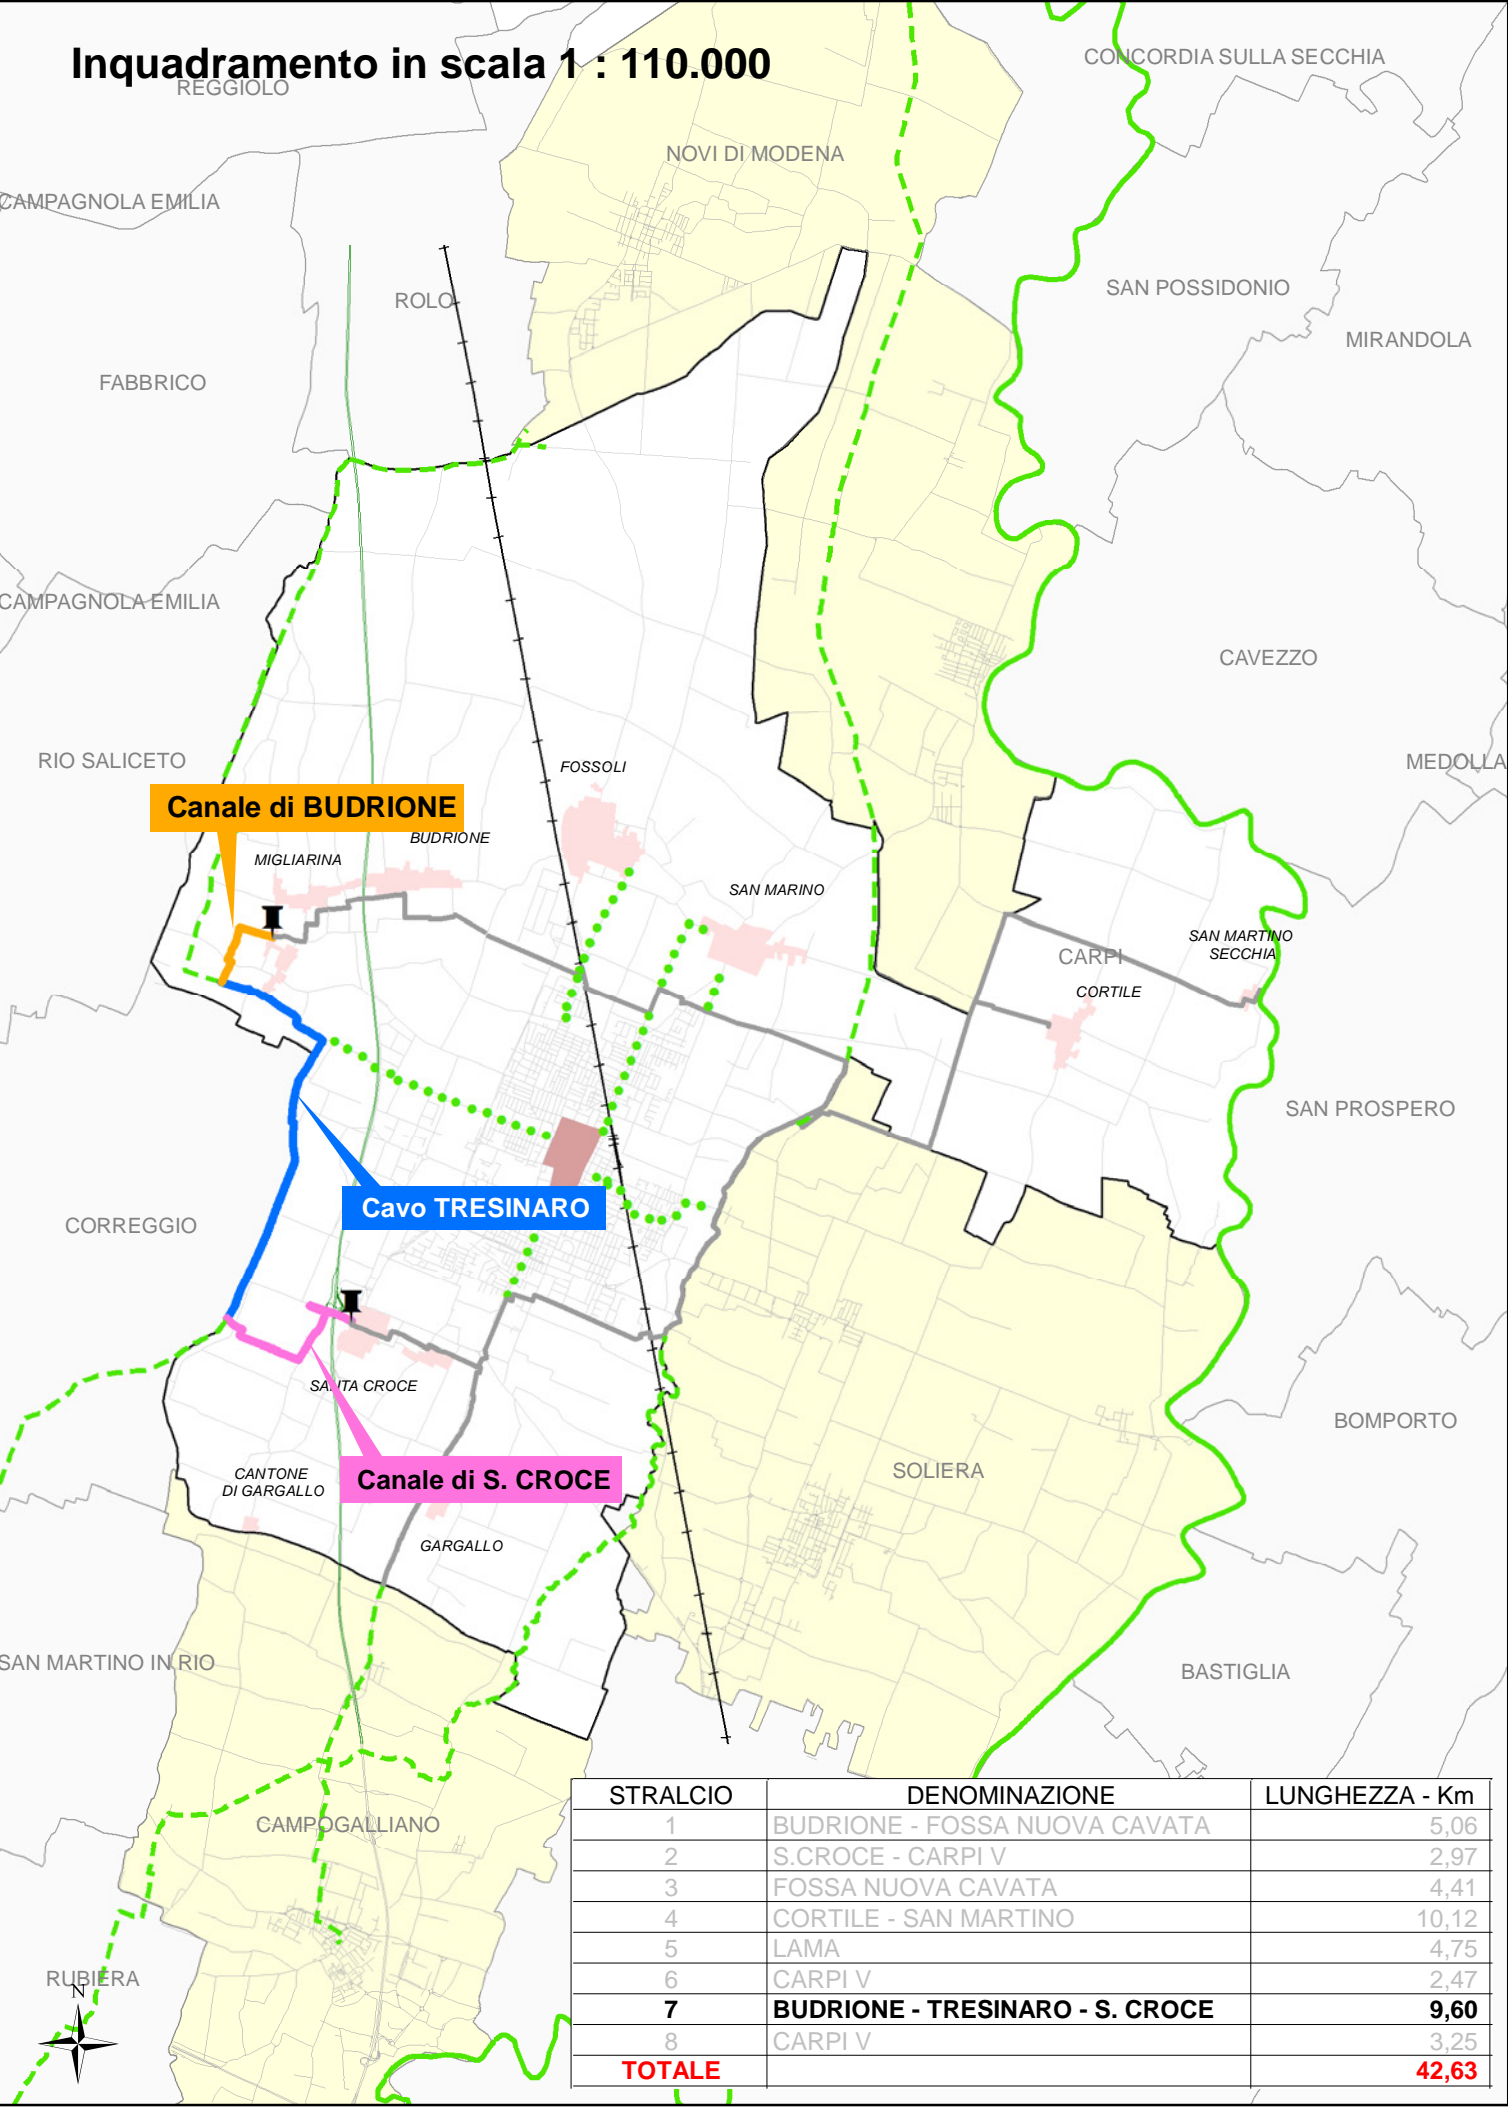 Inquadramento in scala 1 : 110.000
CONCORDIA SULLA SECCHIA
REGGIOLO
NOVI DI MODENA
CAMPAGNOLA EMILIA
SAN POSSIDONIO
ROLO
MIRANDOLA
FABBRICO
CAMPAGNOLA EMILIA
CAVEZZO
RIO SALICETO
MEDOLLA
FOSSOLI
Canale di BUDRIONE
BUDRIONE
MIGLIARINA
SAN MARINO
SAN MARTINO
SECCHIA
CARPI
CORTILE
SAN PROSPERO
Cavo TRESINARO
CORREGGIO
SANTA CROCE
BOMPORTO
SOLIERA
CANTONE
DI GARGALLO
Canale di S. CROCE
GARGALLO
SAN MARTINO IN RIO
BASTIGLIA
CAMPOGALLIANO
RUBIERA
N
STRALCIO DENOMINAZIONE LUNGHEZZA - Km
1 BUDRIONE - FOSSA NUOVA CAVATA 5,06
2 S.CROCE - CARPI V 2,97
3 FOSSA NUOVA CAVATA 4,41
4 CORTILE - SAN MARTINO 10,12
5 LAMA 4,75
6 CARPI V 2,47
7 BUDRIONE - TRESINARO - S. CROCE 9,60
8 CARPI V 3,25
TOTALE 42,63